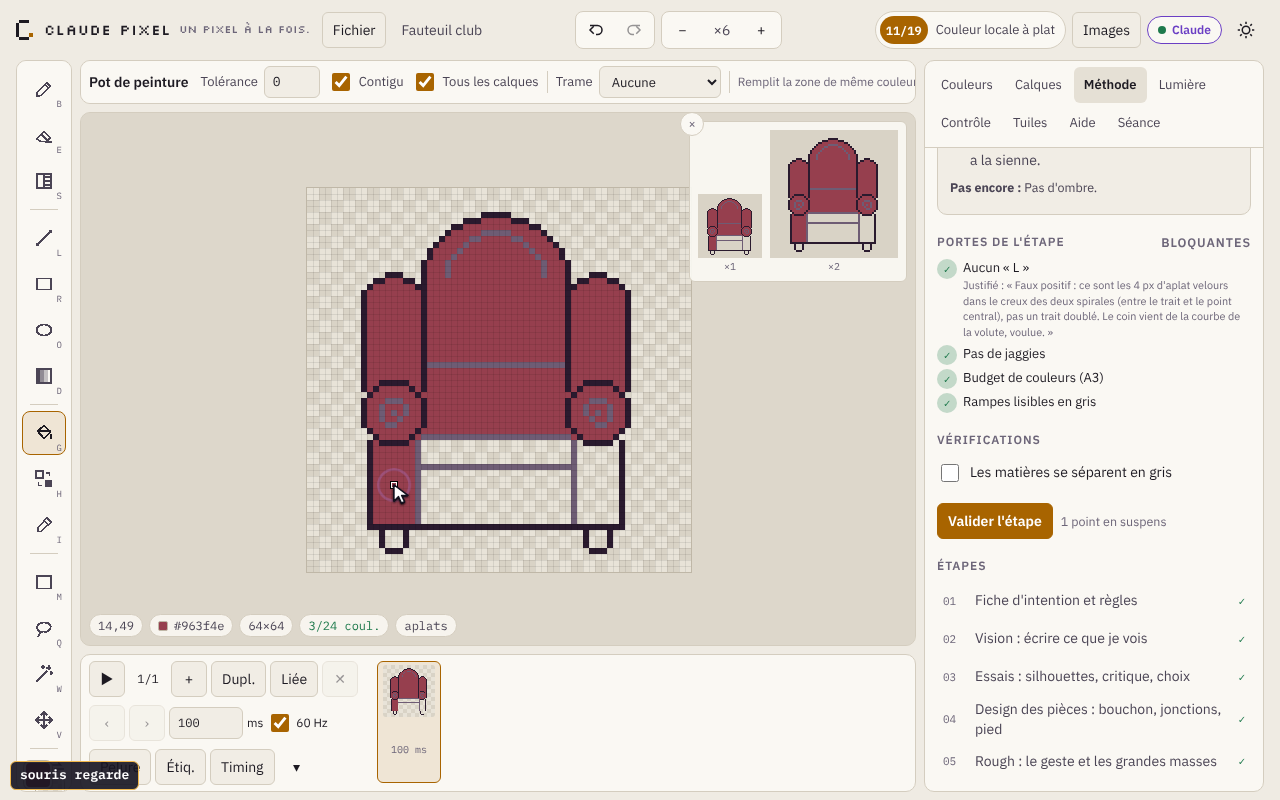 CLAUDE PIXEL UN PIXEL À LA FOIS. Fichier Fauteuil club − ×6 + 11/19 Couleur locale à plat Images Claude
Pot de peinture Tolérance 0 Contigu Tous les calques Trame Aucune Remplit la zone de même couleur
Couleurs Calques Méthode Lumière
Contrôle Tuiles Aide Séance
B
E
S
L
R
O
D
G
H
I
M
Q
W
V
×
×1 ×2
a la sienne.
Pas encore : Pas d'ombre.
PORTES DE L'ÉTAPE BLOQUANTES
✓ Aucun « L »
Justifié : « Faux positif : ce sont les 4 px d'aplat velours
dans le creux des deux spirales (entre le trait et le point
central), pas un trait doublé. Le coin vient de la courbe de
la volute, voulue. »
✓ Pas de jaggies
✓ Budget de couleurs (A3)
✓ Rampes lisibles en gris
VÉRIFICATIONS
Les matières se séparent en gris
Valider l'étape 1 point en suspens
ÉTAPES
01 Fiche d'intention et règles ✓
02 Vision : écrire ce que je vois ✓
03 Essais : silhouettes, critique, choix ✓
04 Design des pièces : bouchon, jonctions,
pied ✓
05 Rough : le geste et les grandes masses ✓
14,49 #963f4e 64×64 3/24 coul. aplats
1/1 + Dupl. Liée ×
‹ › 100 ms 60 Hz
100 ms
Étiq. Timing ▼
souris regarde